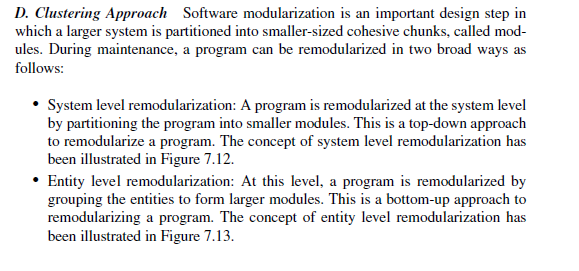 D. Clustering Approach Software modularization is an important design step in
which a larger system is partitioned into smaller-sized cohesive chunks, called mod-
ules. During maintenance, a program can be remodularized in two broad ways as
follows:
• System level remodularization: A program is remodularized at the system level
by partitioning the program into smaller modules. This is a top-down approach
to remodularize a program. The concept of system level remodularization has
been illustrated in Figure 7.12.
• Entity level remodularization: At this level, a program is remodularized by
grouping the entities to form larger modules. This is a bottom-up approach to
remodularizing a program. The concept of entity level remodularization has
been illustrated in Figure 7.13.